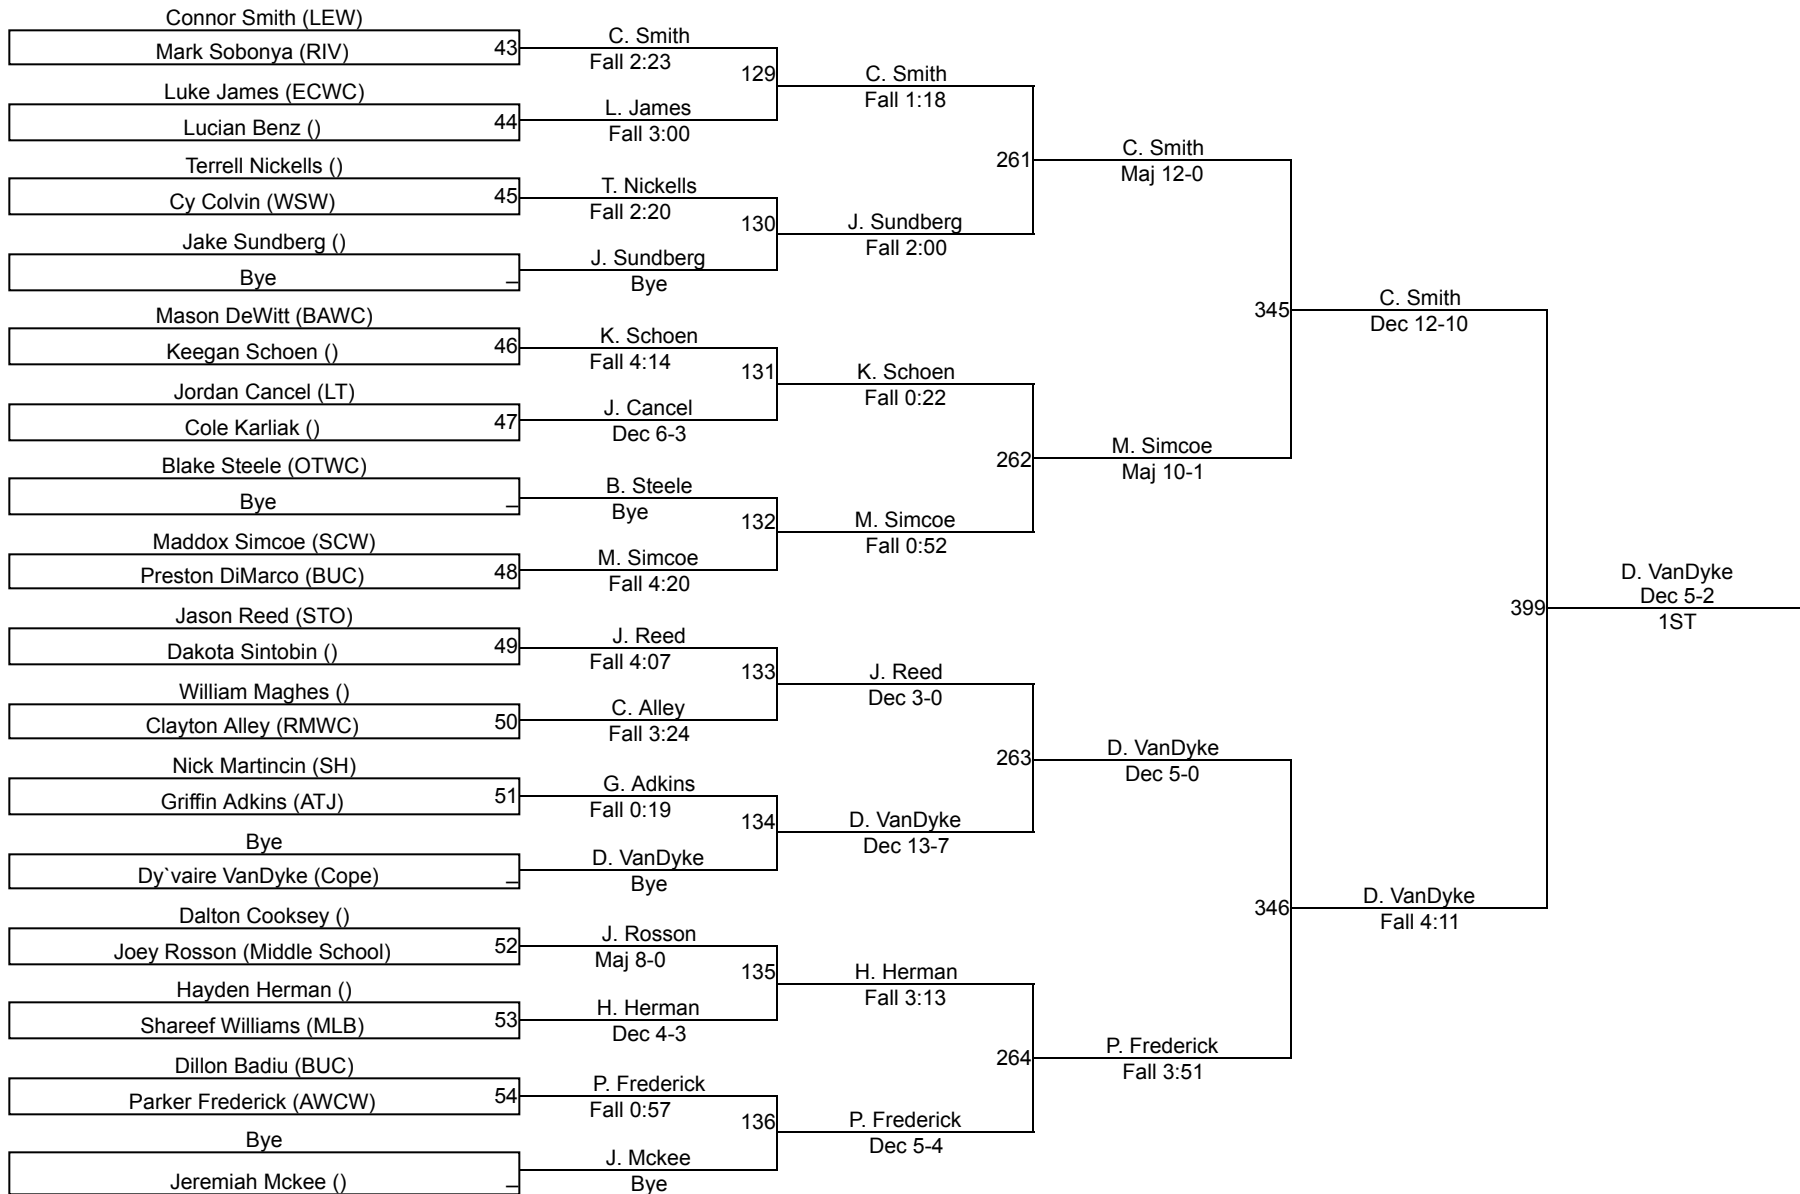 Connor Smith (LEW)
Mark Sobonya (RIV) 43
Luke James (ECWC)
Lucian Benz () 44
Terrell Nickells ()
Cy Colvin (WSW) 45
Jake Sundberg ()
Bye _
Mason DeWitt (BAWC)
Keegan Schoen () 46
Jordan Cancel (LT)
Cole Karliak () 47
Blake Steele (OTWC)
Bye _
Maddox Simcoe (SCW)
Preston DiMarco (BUC) 48
Jason Reed (STO)
Dakota Sintobin () 49
William Maghes ()
Clayton Alley (RMWC) 50
Nick Martincin (SH)
Griffin Adkins (ATJ) 51
Bye
Dy`vaire VanDyke (Cope) _
Dalton Cooksey ()
Joey Rosson (Middle School) 52
Hayden Herman ()
Shareef Williams (MLB) 53
Dillon Badiu (BUC)
Parker Frederick (AWCW) 54
Bye
Jeremiah Mckee () _
C. Smith
Fall 2:23
129
L. James
Fall 3:00
T. Nickells
Fall 2:20
130
J. Sundberg
Bye
K. Schoen
Fall 4:14
131
J. Cancel
Dec 6-3
B. Steele
Bye
132
M. Simcoe
Fall 4:20
J. Reed
Fall 4:07
133
C. Alley
Fall 3:24
G. Adkins
Fall 0:19
134
D. VanDyke
Bye
J. Rosson
Maj 8-0
135
H. Herman
Dec 4-3
P. Frederick
Fall 0:57
136
J. Mckee
Bye
C. Smith
Fall 1:18
261
J. Sundberg
Fall 2:00
K. Schoen
Fall 0:22
262
M. Simcoe
Fall 0:52
J. Reed
Dec 3-0
263
D. VanDyke
Dec 13-7
H. Herman
Fall 3:13
264
P. Frederick
Dec 5-4
C. Smith
Maj 12-0
345
M. Simcoe
Maj 10-1
D. VanDyke
Dec 5-0
346
P. Frederick
Fall 3:51
C. Smith
Dec 12-10
399
D. VanDyke
Fall 4:11
D. VanDyke
Dec 5-2
1ST